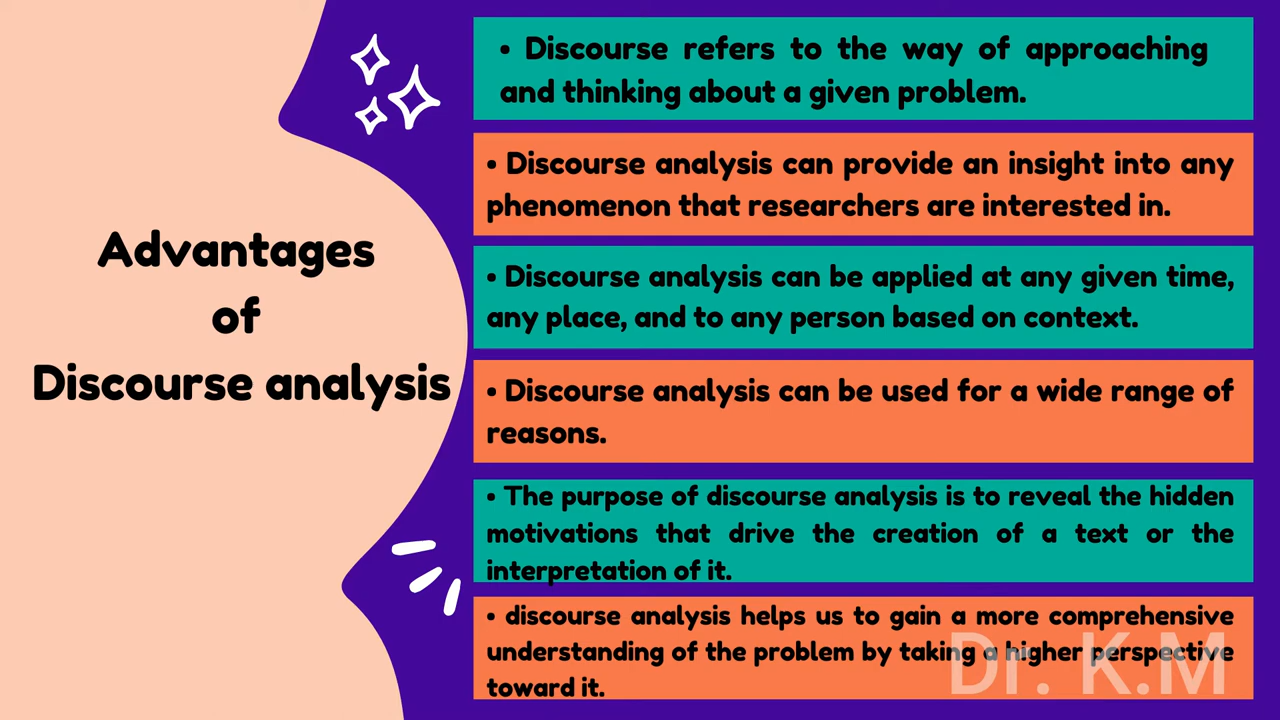 Advantages
of
Discourse analysis
• Discourse refers to the way of approaching
and thinking about a given problem.
• Discourse analysis can provide an insight into any
phenomenon that researchers are interested in.
• Discourse analysis can be applied at any given time,
any place, and to any person based on context.
• Discourse analysis can be used for a wide range of
reasons.
• The purpose of discourse analysis is to reveal the hidden
motivations that drive the creation of a text or the
interpretation of it.
• discourse analysis helps us to gain a more comprehensive
understanding of the problem by taking a higher perspective
toward it.
Dr. K.M